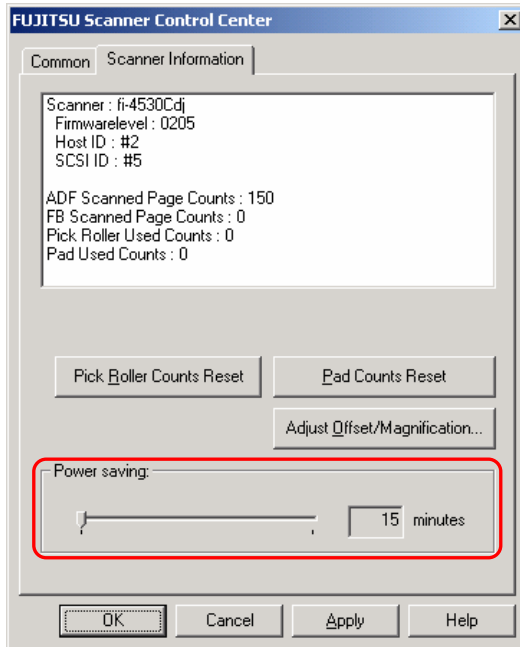 FUJITSU Scanner Control Center
Common Scanner Information
Scanner : fi-4530Cdj
Firmwarelevel : 0205
Host ID : #2
SCSI ID : #5
ADF Scanned Page Counts : 150
FB Scanned Page Counts : 0
Pick Roller Used Counts : 0
Pad Used Counts : 0
Pick Roller Counts Reset Pad Counts Reset
Adjust Offset/Magnification...
Power saving:
15 minutes
OK Cancel Apply Help